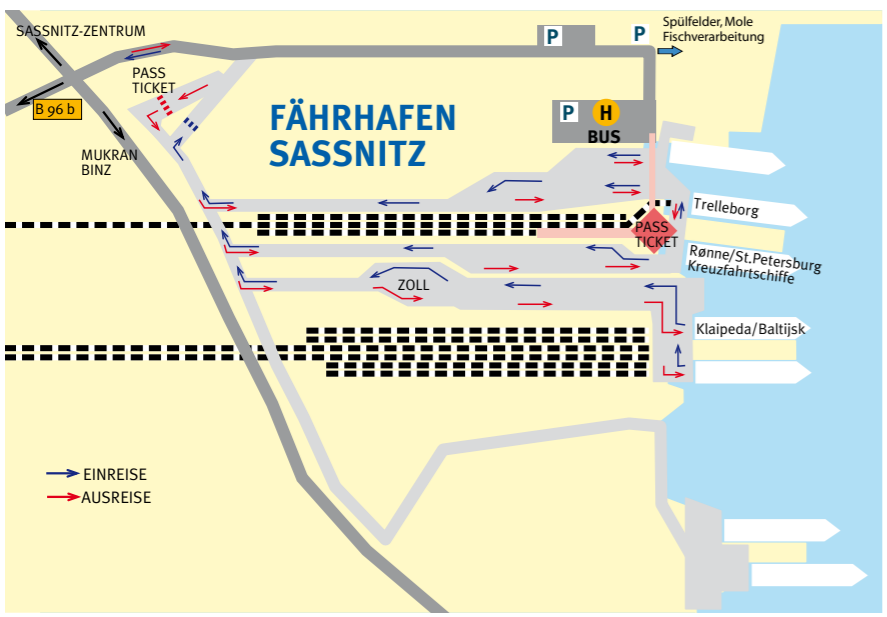 SASSNITZ-ZENTRUM
P
P
Spülfelder, Mole
Fischverarbeitung
PASS
TICKET
B 96 b
P
H
BUS
FÄHRHAFEN
SASSNITZ
MUKRAN
BINZ
Trelleborg
PASS
TICKET
Rønne/St.Petersburg
Kreuzfahrtschiffe
ZOLL
Klaipeda/Baltijsk
EINREISE
AUSREISE